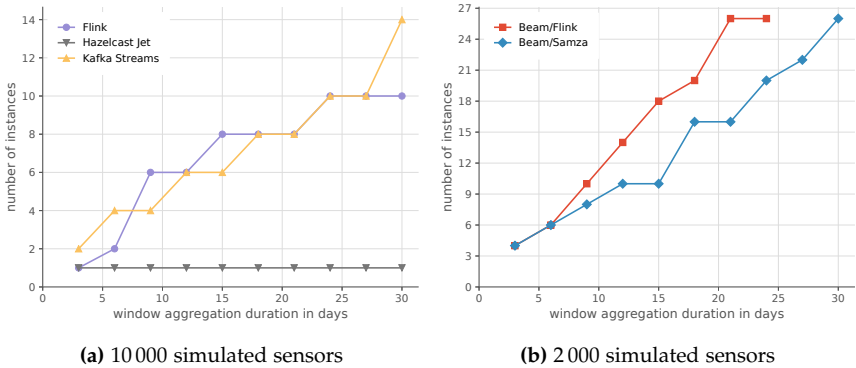 Flink
Hazelcast Jet
Kafka Streams
14
12
10
8
6
4
2
0
number of instances
0 5 10 15 20 25 30
window aggregation duration in days
(a) 10 000 simulated sensors
Beam/Flink
Beam/Samza
27
24
21
18
15
12
9
6
3
0
number of instances
0 5 10 15 20 25 30
window aggregation duration in days
(b) 2 000 simulated sensors